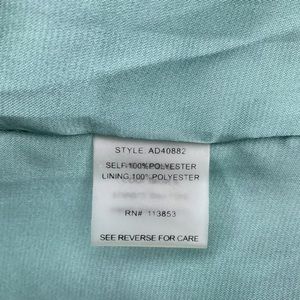 STYLE: AD40882
SELF:100%POLYESTER
LINING:100%POLYESTER
RN# 113853
SEE REVERSE FOR CARE